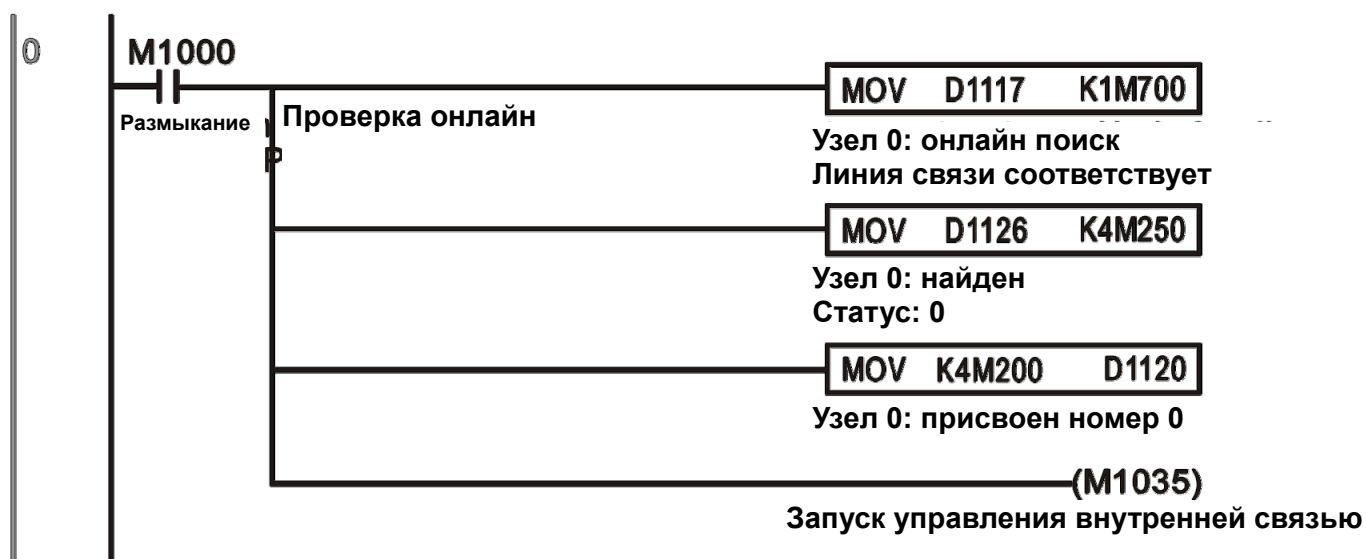 0
M1000
MOV D1117 K1M700
Размыкание
Проверка онлайн
Узел 0: онлайн поиск
Линия связи соответствует
MOV D1126 K4M250
Узел 0: найден
Статус: 0
MOV K4M200 D1120
Узел 0: присвоен номер 0
(M1035)
Запуск управления внутренней связью